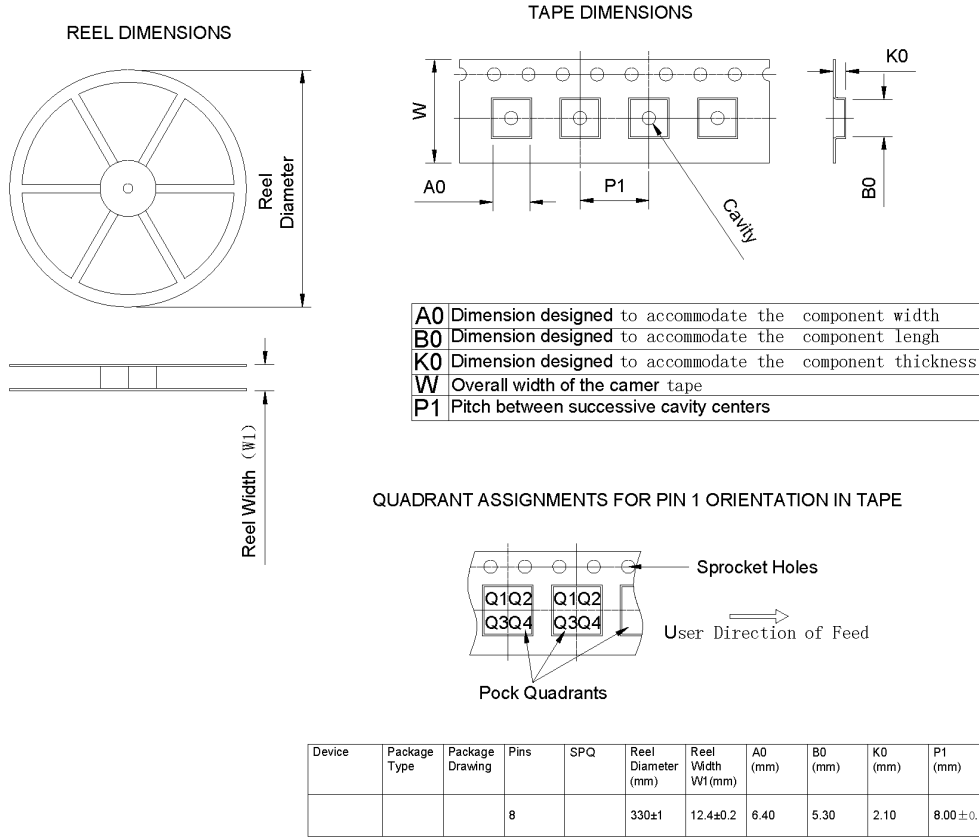 TAPE DIMENSIONS
REEL DIMENSIONS
K0
W
Reel
Diameter
A0
P1
B0
Cavity
A0 Dimension designed to accommodate the component width
B0 Dimension designed to accommodate the component lengh
K0 Dimension designed to accommodate the component thickness
W Overall width of the camer tape
P1 Pitch between successive cavity centers
Reel Width (W1)
QUADRANT ASSIGNMENTS FOR PIN 1 ORIENTATION IN TAPE
Sprocket Holes
Q1Q2 Q1Q2
Q3Q4 Q3Q4
User Direction of Feed
Pock Quadrants
Device Package Package Pins SPQ Reel Reel A0 B0 K0 P1
Type Drawing Diameter Width (mm) (mm) (mm) (mm)
(mm) W1(mm)
8 330±1 12.4±0.2 6.40 5.30 2.10 8.00±0